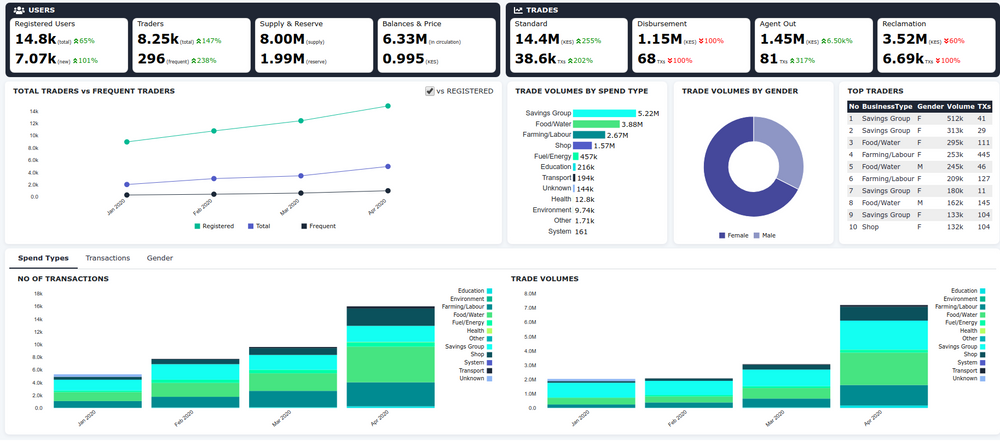 USERS
Registered Users
14.8k (total) 65%
7.07k (new) 101%
Traders
8.25k (total) 147%
296 (frequent) 238%
Supply & Reserve
8.00M (supply)
1.99M (reserve)
Balances & Price
6.33M (in circulation)
0.995 (KES)
TRADES
Standard
14.4M (KES) 255%
38.6k TXs 202%
Disbursement
1.15M (KES) 100%
68 TXs 100%
Agent Out
1.45M (KES) 6.50k%
81 TXs 317%
Reclamation
3.52M (KES) 60%
6.69k TXs 100%
TOTAL TRADERS vs FREQUENT TRADERS
vs REGISTERED
14k
12k
10k
8.0k
6.0k
4.0k
2.0k
0.0
Jan 2020
Feb 2020
Mar 2020
Apr 2020
Registered
Total
Frequent
TRADE VOLUMES BY SPEND TYPE
Savings Group 5.22M
Food/Water 3.88M
Farming/Labour 2.67M
Shop 1.57M
Fuel/Energy 457k
Education 216k
Transport 194k
Unknown 144k
Health 12.8k
Environment 9.74k
Other 1.71k
System 161
TRADE VOLUMES BY GENDER
Female
Male
TOP TRADERS
No BusinessType Gender Volume TXs
1 Savings Group F 512k 41
2 Savings Group F 313k 29
3 Food/Water F 295k 111
4 Farming/Labour F 253k 445
5 Food/Water M 245k 46
6 Farming/Labour F 209k 127
7 Savings Group F 180k 11
8 Food/Water M 162k 145
9 Savings Group F 133k 104
10 Shop F 132k 104
Spend Types
Transactions
Gender
NO OF TRANSACTIONS
18k
16k
14k
12k
10k
8.0k
6.0k
4.0k
2.0k
0.0
Jan 2020
Feb 2020
Mar 2020
Apr 2020
Education
Environment
Farming/Labour
Food/Water
Fuel/Energy
Health
Other
Savings Group
Shop
System
Transport
Unknown
TRADE VOLUMES
8.0M
7.0M
6.0M
5.0M
4.0M
3.0M
2.0M
1.0M
0.0
Jan 2020
Feb 2020
Mar 2020
Apr 2020
Education
Environment
Farming/Labour
Food/Water
Fuel/Energy
Health
Other
Savings Group
Shop
System
Transport
Unknown